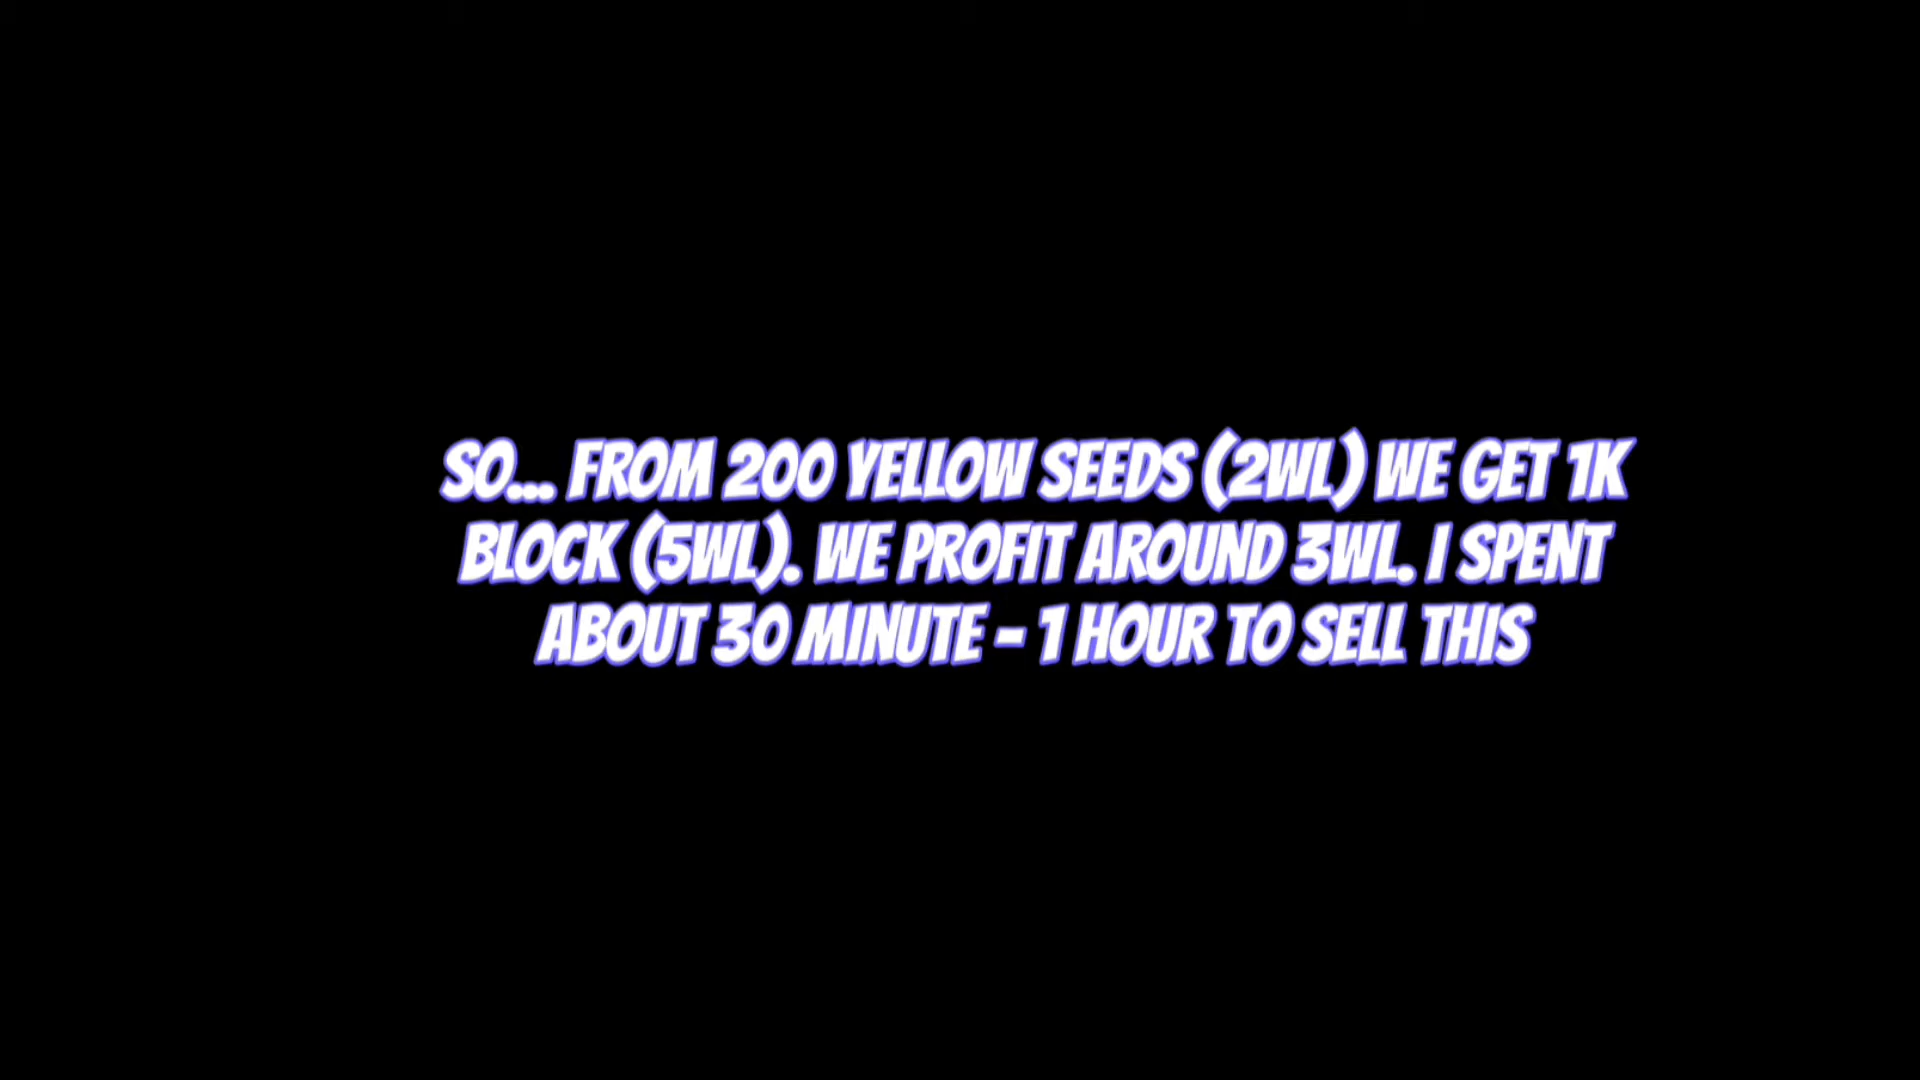 SO... FROM 200 YELLOW SEEDS (2WL) WE GET 1K
BLOCK (5WL). WE PROFIT AROUND 3WL. I SPENT
ABOUT 30 MINUTE - 1 HOUR TO SELL THIS